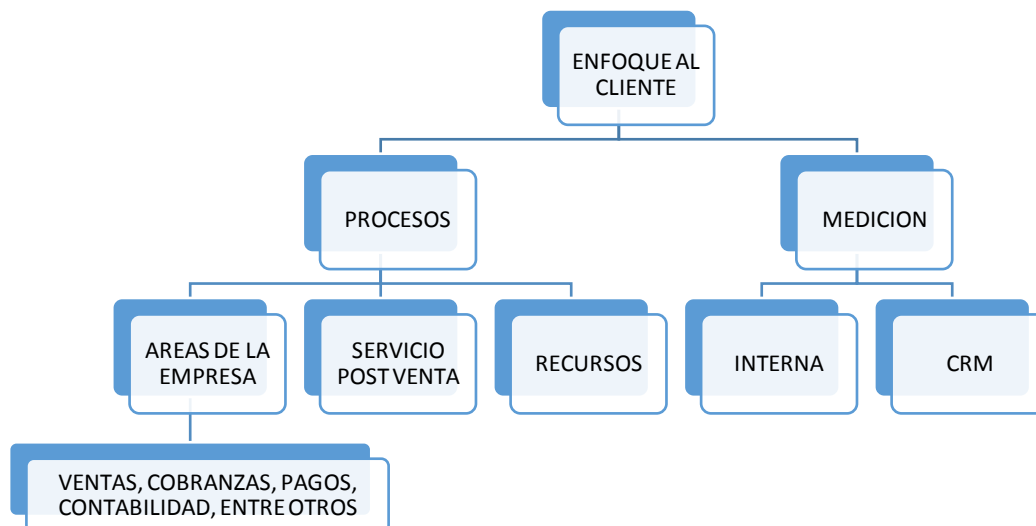 ENFOQUE AL
CLIENTE
PROCESOS
MEDICION
AREAS DE LA
EMPRESA
SERVICIO
POST VENTA
RECURSOS
INTERNA
CRM
VENTAS, COBRANZAS, PAGOS,
CONTABILIDAD, ENTRE OTROS